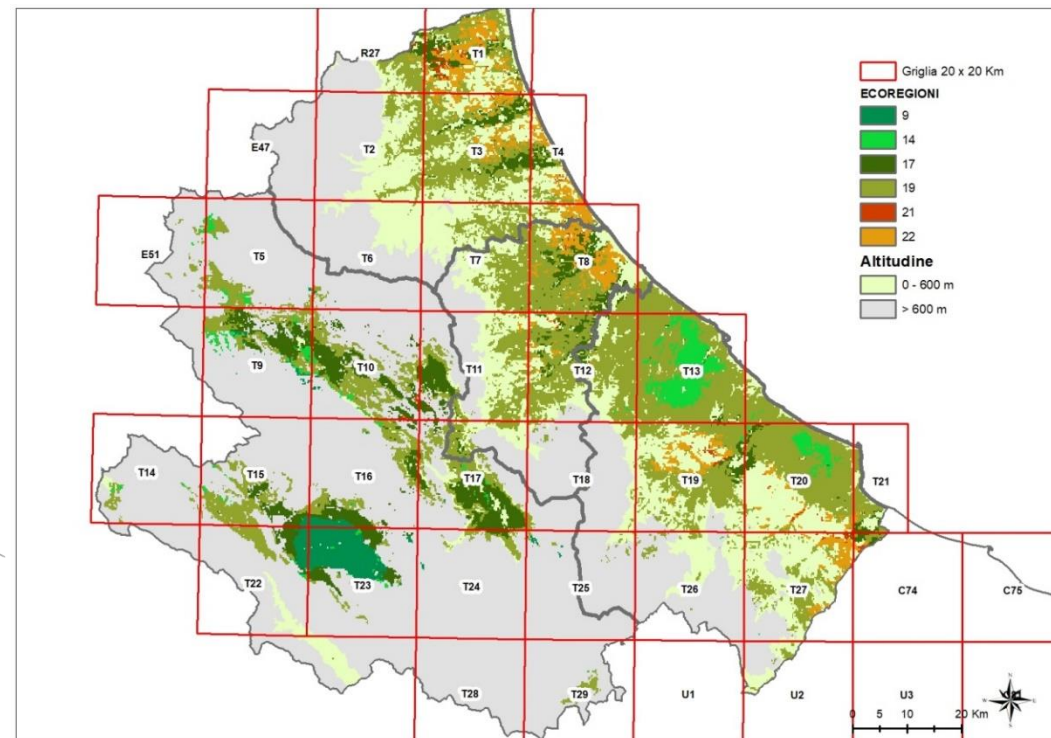 R27
T1
E47
T2
T3
T4
E51
T5
T6
T7
T8
T9
T10
T11
T12
T13
T14
T15
T16
T17
T18
T19
T20
T21
T22
T23
T24
T25
T26
T27
C74
C75
T28
T29
U1
U2
U3
Griglia 20 x 20 Km
ECOREGIONI
9
14
17
19
21
22
Altitudine
0 - 600 m
> 600 m
0 5 10 20 Km